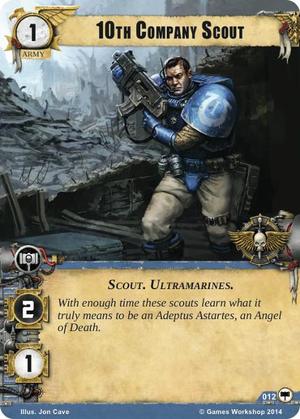 1
10th Company Scout
ARMY
Scout. Ultramarines.
2
With enough time these scouts learn what it
truly means to be an Adeptus Astartes, an Angel
of Death.
1
012
Illus. Jon Cave
© Games Workshop 2014